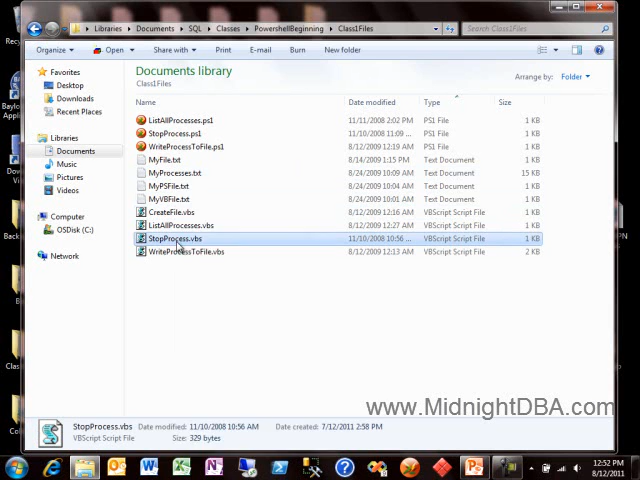 Libraries ▸ Documents ▸ SQL ▸ Classes ▸ PowershellBeginning ▸ Class1Files
Search Class1Files
Organize Open Share with Print E-mail Burn New folder
Documents library
Class1Files
Arrange by: Folder
Name Date modified Type Size
ListAllProcesses.ps1 11/11/2008 2:02 PM PS1 File 1 KB
StopProcess.ps1 11/10/2008 11:09 ... PS1 File 1 KB
WriteProcessToFile.ps1 8/12/2009 12:19 AM PS1 File 1 KB
MyFile.txt 8/14/2009 1:15 PM Text Document 1 KB
MyProcesses.txt 8/24/2009 10:09 AM Text Document 15 KB
MyPSFile.txt 8/24/2009 10:04 AM Text Document 1 KB
MyVBFile.txt 8/24/2009 10:01 AM Text Document 1 KB
CreateFile.vbs 8/12/2009 12:16 AM VBScript Script File 1 KB
ListAllProcesses.vbs 8/12/2009 12:27 AM VBScript Script File 1 KB
StopProcess.vbs 11/10/2008 10:56 ... VBScript Script File 1 KB
WriteProcessToFile.vbs 8/12/2009 12:13 AM VBScript Script File 2 KB
Favorites
Desktop
Downloads
Recent Places
Libraries
Documents
Music
Pictures
Videos
Computer
OSDisk (C:)
Network
www.MidnightDBA.com
StopProcess.vbs Date modified: 11/10/2008 10:56 AM Date created: 7/12/2011 2:58 PM
VBScript Script File Size: 329 bytes
12:52 PM
8/12/2011